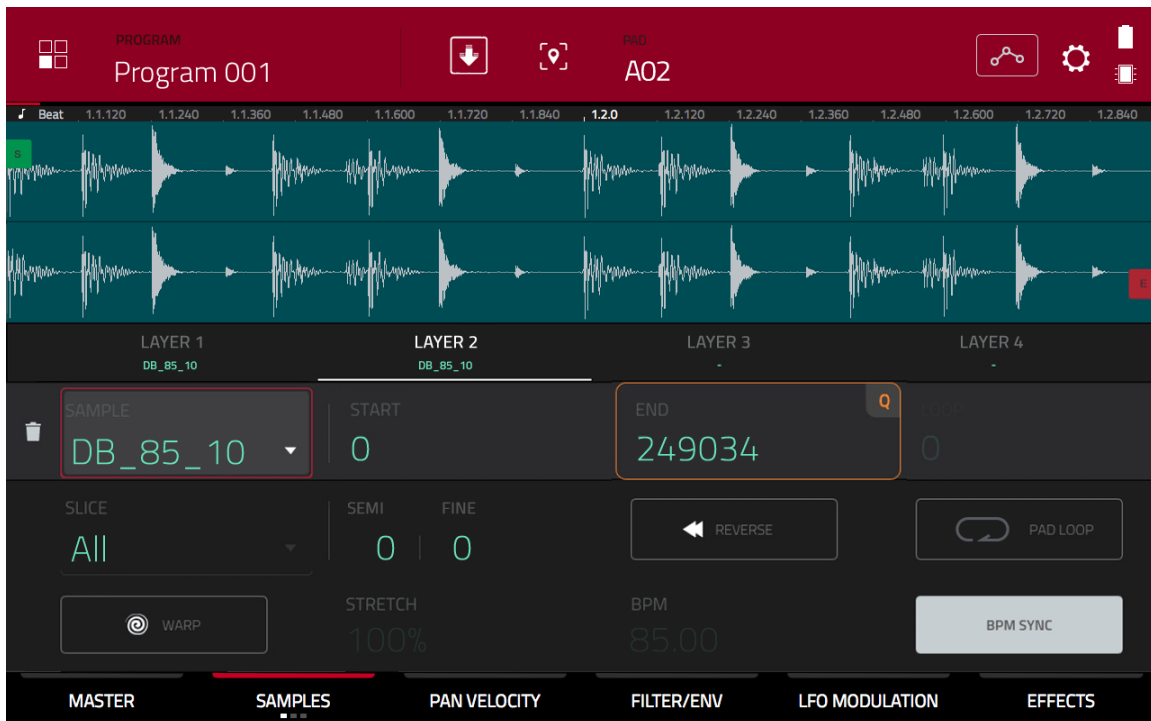 PROGRAM
Program 001
PAD
A02
Beat 1.1.120 1.1.240 1.1.360 1.1.480 1.1.600 1.1.720 1.1.840 1.2.0 1.2.120 1.2.240 1.2.360 1.2.480 1.2.600 1.2.720 1.2.840
S
E
LAYER 1
DB_85_10
LAYER 2
DB_85_10
LAYER 3
-
LAYER 4
-
SAMPLE
DB_85_10
START
0
END
Q
249034
LOOP
0
SLICE
All
SEMI
0
FINE
0
REVERSE
PAD LOOP
WARP
STRETCH
100%
BPM
85.00
BPM SYNC
MASTER SAMPLES PAN VELOCITY FILTER/ENV LFO MODULATION EFFECTS